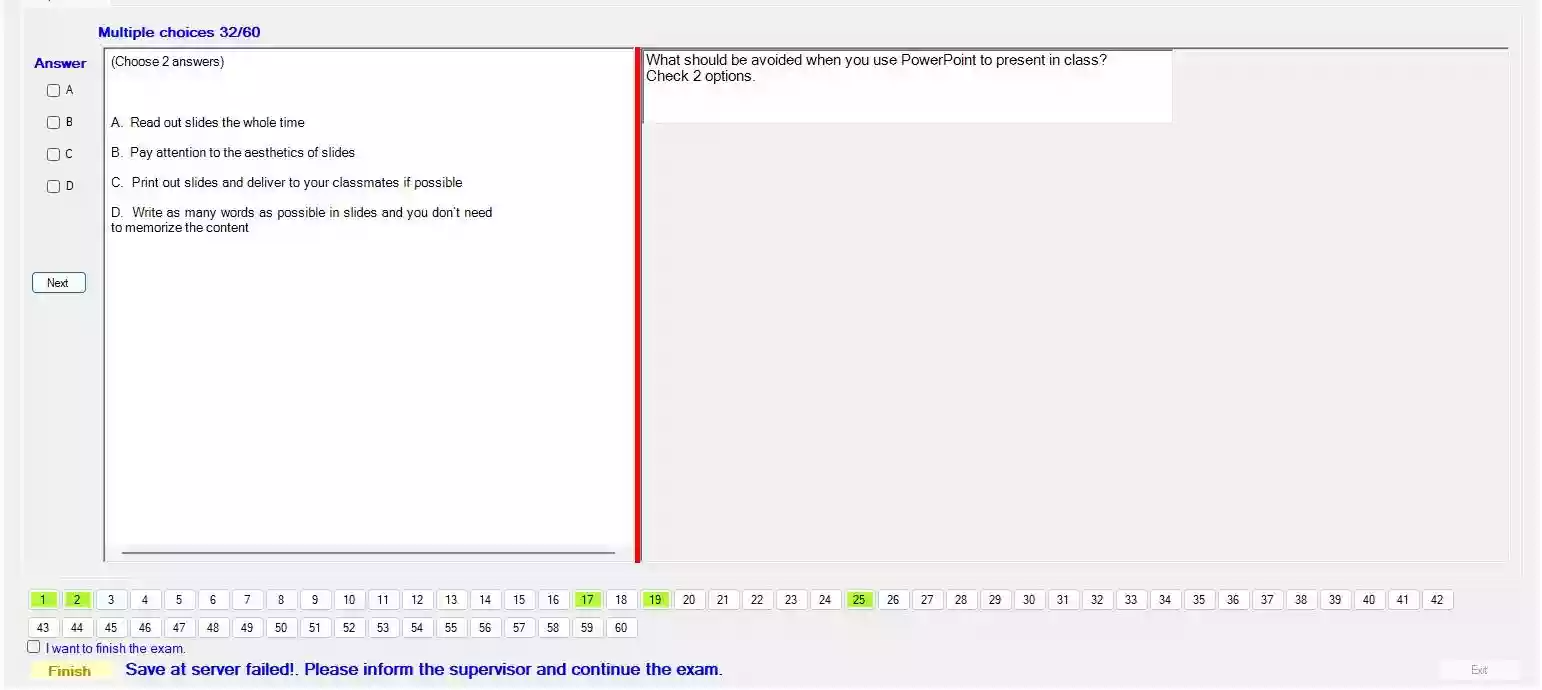 Multiple choices 32/60
Answer
A
B
C
D
Next
(Choose 2 answers)
A. Read out slides the whole time
B. Pay attention to the aesthetics of slides
C. Print out slides and deliver to your classmates if possible
D. Write as many words as possible in slides and you don't need
to memorize the content
What should be avoided when you use PowerPoint to present in class?
Check 2 options.
1 2 3 4 5 6 7 8 9 10 11 12 13 14 15 16 17 18 19 20 21 22 23 24 25 26 27 28 29 30 31 32 33 34 35 36 37 38 39 40 41 42
43 44 45 46 47 48 49 50 51 52 53 54 55 56 57 58 59 60
I want to finish the exam.
Finish Save at server failed!. Please inform the supervisor and continue the exam. Exit